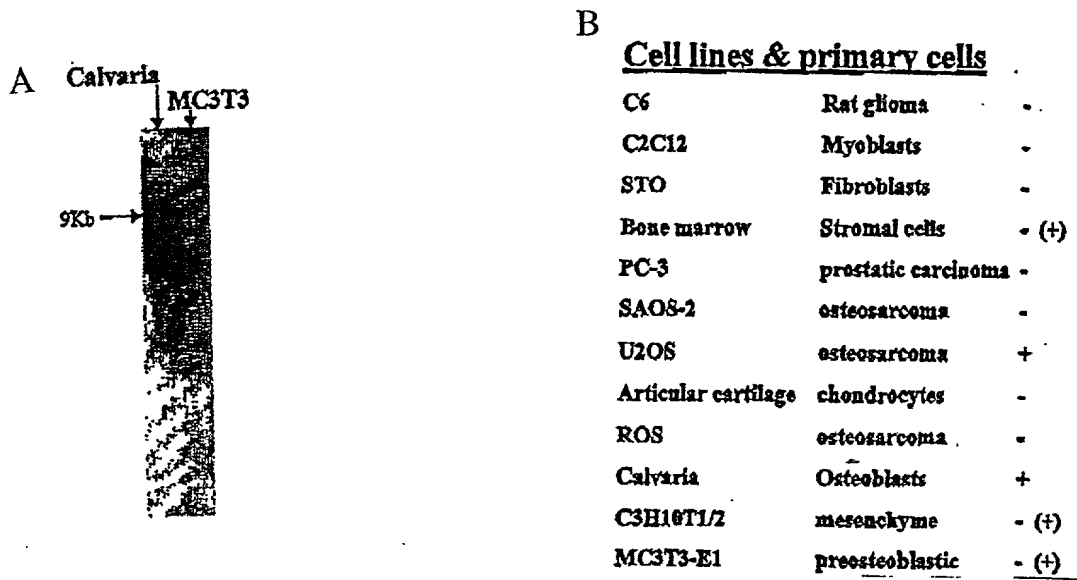 A
Calvaria
MC3T3
9Kb
B
Cell lines & primary cells
C6 Rat glioma -
C2C12 Myoblasts -
STO Fibroblasts -
Bone marrow Stromal cells - (+)
PC-3 prostatic carcinoma -
SAOS-2 osteosarcoma -
U2OS osteosarcoma +
Articular cartilage chondrocytes -
ROS osteosarcoma -
Calvaria Osteoblasts +
C3H10T1/2 mesenckyme - (+)
MC3T3-E1 preosteoblastic - (+)